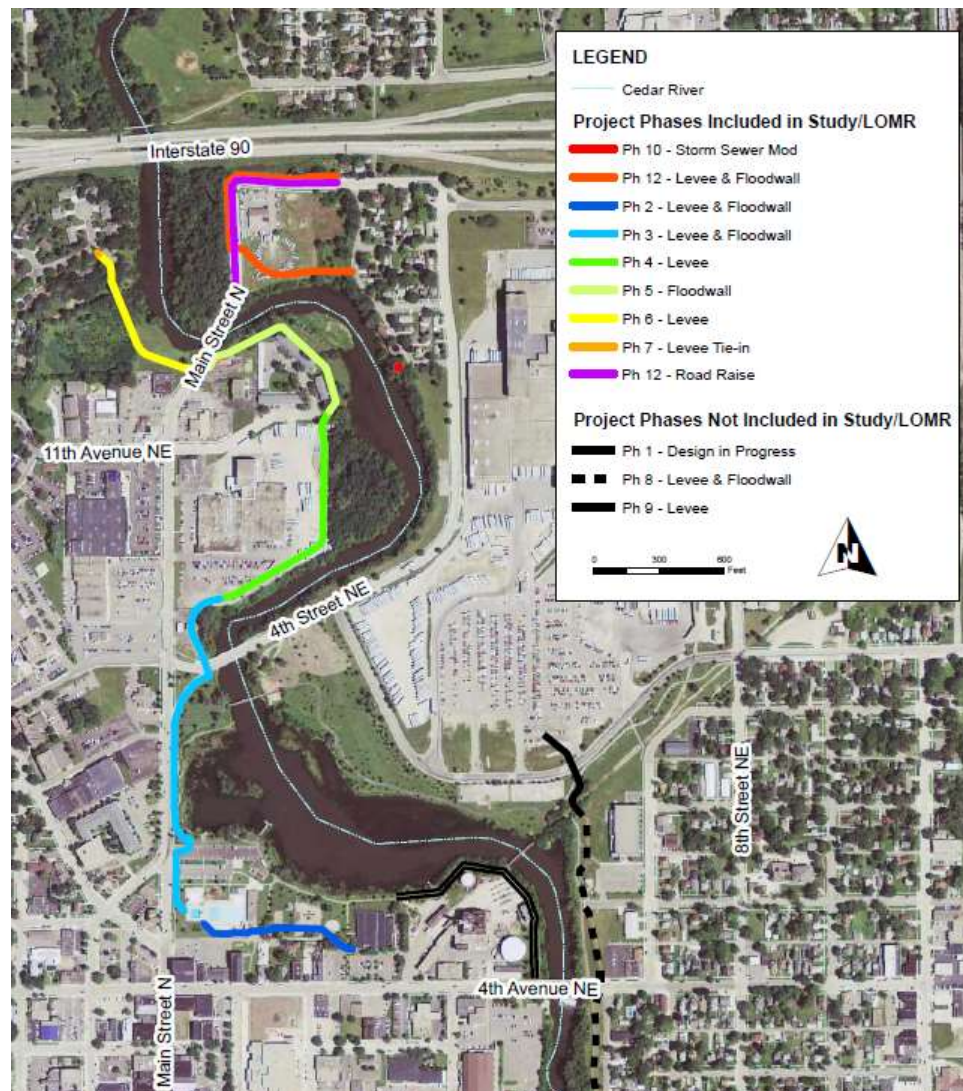 LEGEND
Cedar River
Project Phases Included in Study/LOMR
Ph 10 - Storm Sewer Mod
Ph 12 - Levee & Floodwall
Ph 2 - Levee & Floodwall
Ph 3 - Levee & Floodwall
Ph 4 - Levee
Ph 5 - Floodwall
Ph 6 - Levee
Ph 7 - Levee Tie-in
Ph 12 - Road Raise
Project Phases Not Included in Study/LOMR
Ph 1 - Design in Progress
Ph 8 - Levee & Floodwall
Ph 9 - Levee
0 300 600
Feet
N
Interstate 90
Main Street N
11th Avenue NE
4th Street NE
8th Street NE
4th Avenue NE
Main Street N